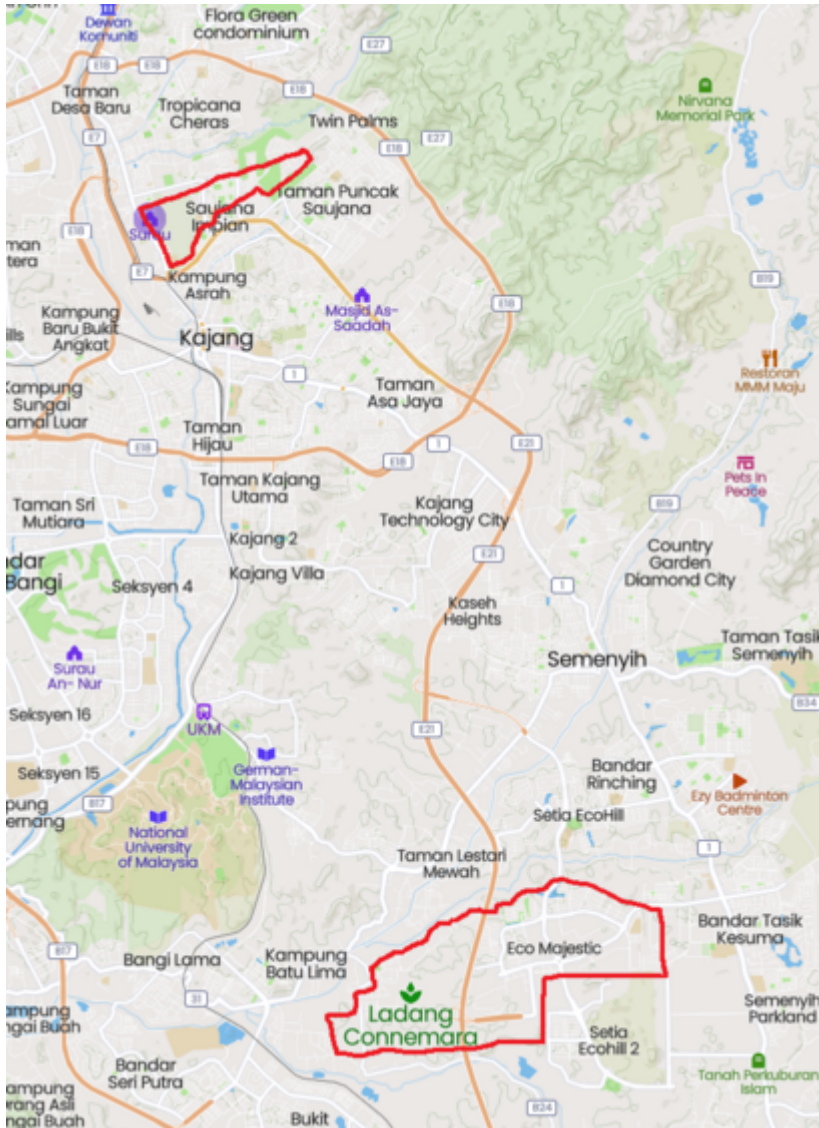 Flora Green
condominium
Dewan
Komuniti
E27
E18
E18
E18
Taman
Desa Baru
Tropicana
Cheras
Nirvana
Memorial Park
Twin Palms
E7
E27
E18
Taman Puncak
Saujana
Saujana
Impian
Surau
E18
E7
Kampung
Asrah
B19
Masjid As-
Saadah
E18
Kampung
Baru Bukit
Angkat
Kajang
Restoran
MMM Maju
1
Taman
Asa Jaya
Kampung
Sungai
Taman
Hijau
E18
1
E21
E18
Pets In
Peace
Taman Kajang
Utama
Taman Sri
Mutiara
Kajang
Technology City
B19
Kajang 2
Country
Garden
Diamond City
E21
Bangi
Seksyen 4
Kajang Villa
1
Kaseh
Heights
Taman Tasik
Semenyih
Semenyih
Surau
An- Nur
B34
Seksyen 16
UKM
E21
German-
Malaysian
Institute
Bandar
Rinching
Seksyen 15
B17
Ezy Badminton
Centre
Setia EcoHill
National
University
of Malaysia
1
Taman Lestari
Mewah
Bandar Tasik
Kesuma
B17
Eco Majestic
Bangi Lama
Kampung
Batu Lima
31
Ladang
Connemara
Semenyih
Parkland
Setia
Ecohill 2
Bandar
Seri Putra
Tanah Perkuburan
Islam
B24
Bukit